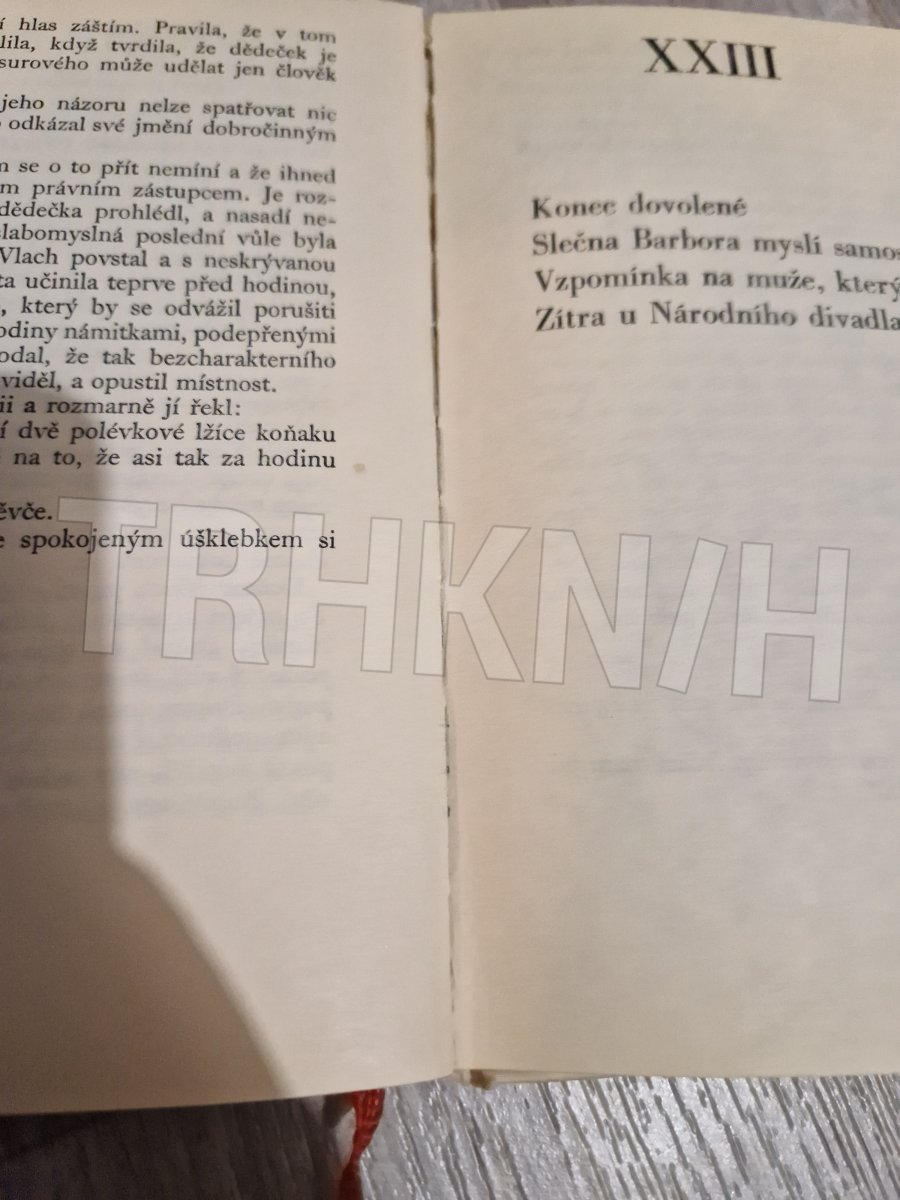 í hlas záštím. Pravila, že v tom
lila, když tvrdila, že dědeček je
surového může udělat jen člověk
jeho názoru nelze spatřovat nic
odkázal své jmění dobročinným
se o to přít nemíní a že ihned
m právním zástupcem. Je roz-
dědečka prohlédl, a nasadí ne-
labomyslná poslední vůle byla
Vlach povstal a s neskrývanou
ta učinila teprve před hodinou,
, který by se odvážil porušiti
odiny námitkami, podepřenými
odal, že tak bezcharakterního
viděl, a opustil místnost.
ii a rozmarně jí řekl:
í dvě polévkové lžíce koňaku
na to, že asi tak za hodinu
ěvče.
e spokojeným úšklebkem si
XXIII
Konec dovolené
Slečna Barbora myslí samos
Vzpomínka na muže, který
Zítra u Národního divadla
TRHKN/H